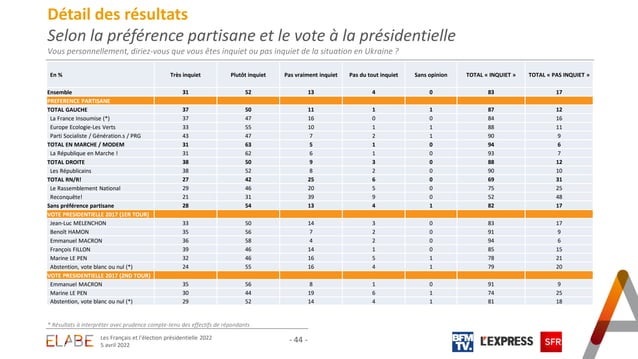 Détail des résultats
Selon la préférence partisane et le vote à la présidentielle
Vous personnellement, diriez-vous que vous êtes inquiet ou pas inquiet de la situation en Ukraine ?
En % Très inquiet Plutôt inquiet Pas vraiment inquiet Pas du tout inquiet Sans opinion TOTAL « INQUIET » TOTAL « PAS INQUIET »
Ensemble 31 52 13 4 0 83 17
PREFERENCE PARTISANE
TOTAL GAUCHE 37 50 11 1 1 87 12
La France Insoumise (*) 37 47 16 0 0 84 16
Europe Ecologie-Les Verts 33 55 10 1 1 88 11
Parti Socialiste / Génération.s / PRG 43 47 7 2 1 90 9
TOTAL EN MARCHE / MODEM 31 63 5 1 0 94 6
La République en Marche ! 31 62 6 1 0 93 7
TOTAL DROITE 38 50 9 3 0 88 12
Les Républicains 38 52 8 2 0 90 10
TOTAL RN/R! 27 42 25 6 0 69 31
Le Rassemblement National 29 46 20 5 0 75 25
Reconquête! 21 31 39 9 0 52 48
Sans préférence partisane 28 54 13 4 1 82 17
VOTE PRESIDENTIELLE 2017 (1ER TOUR)
Jean-Luc MELENCHON 33 50 14 3 0 83 17
Benoît HAMON 35 56 7 2 0 91 9
Emmanuel MACRON 36 58 4 2 0 94 6
François FILLON 39 46 14 1 0 85 15
Marine LE PEN 32 46 16 5 1 78 21
Abstention, vote blanc ou nul (*) 24 55 16 4 1 79 20
VOTE PRESIDENTIELLE 2017 (2ND TOUR)
Emmanuel MACRON 35 56 8 1 0 91 9
Marine LE PEN 30 44 19 6 1 74 25
Abstention, vote blanc ou nul (*) 29 52 14 4 1 81 18
* Résultats à interpréter avec prudence compte-tenu des effectifs de répondants
ELABE
Les Français et l'élection présidentielle 2022
5 avril 2022
- 44 -
BFM TV.
L'EXPRESS
SFR